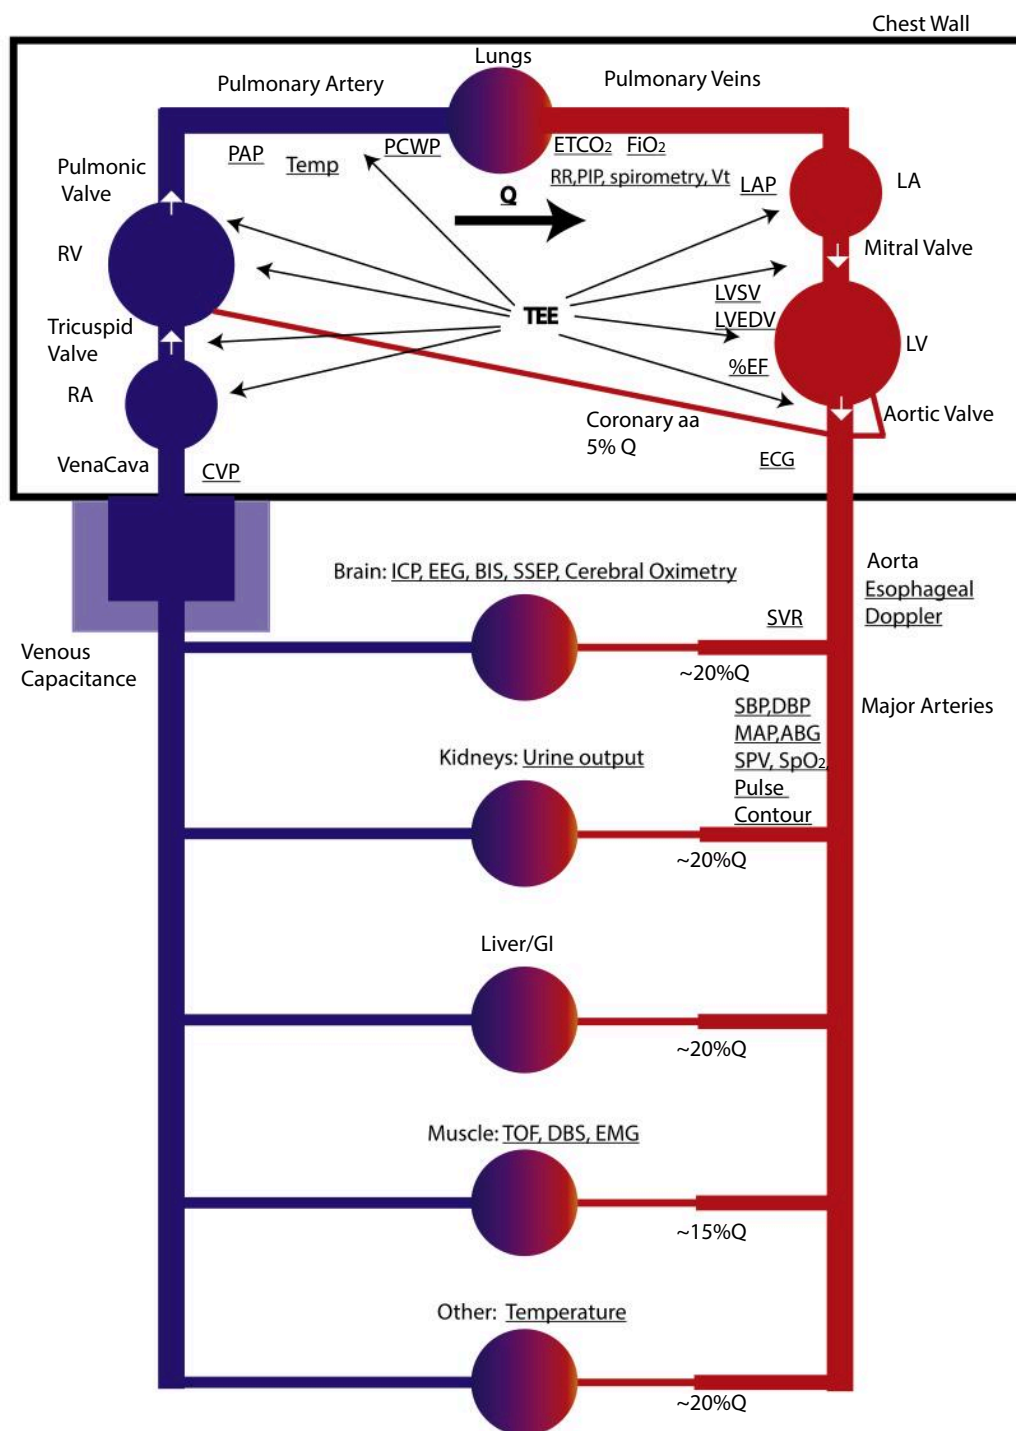 Chest Wall
Lungs
Pulmonary Artery
Pulmonary Veins
PAP
Temp
PCWP
ETCO₂ FiO₂
RR,PIP, spirometry, Vt
LAP
LA
Pulmonic
Valve
Q
RV
Mitral Valve
LVSV
LVEDV
TEE
Tricuspid
Valve
LV
%EF
RA
Coronary aa
5% Q
Aortic Valve
ECG
VenaCava
CVP
Aorta
Esophageal
Doppler
Brain: ICP, EEG, BIS, SSEP, Cerebral Oximetry
SVR
Venous
Capacitance
~20%Q
SBP,DBP
MAP,ABG
SPV, SpO₂,
Pulse
Contour
Major Arteries
Kidneys: Urine output
~20%Q
Liver/GI
~20%Q
Muscle: TOF, DBS, EMG
~15%Q
Other: Temperature
~20%Q